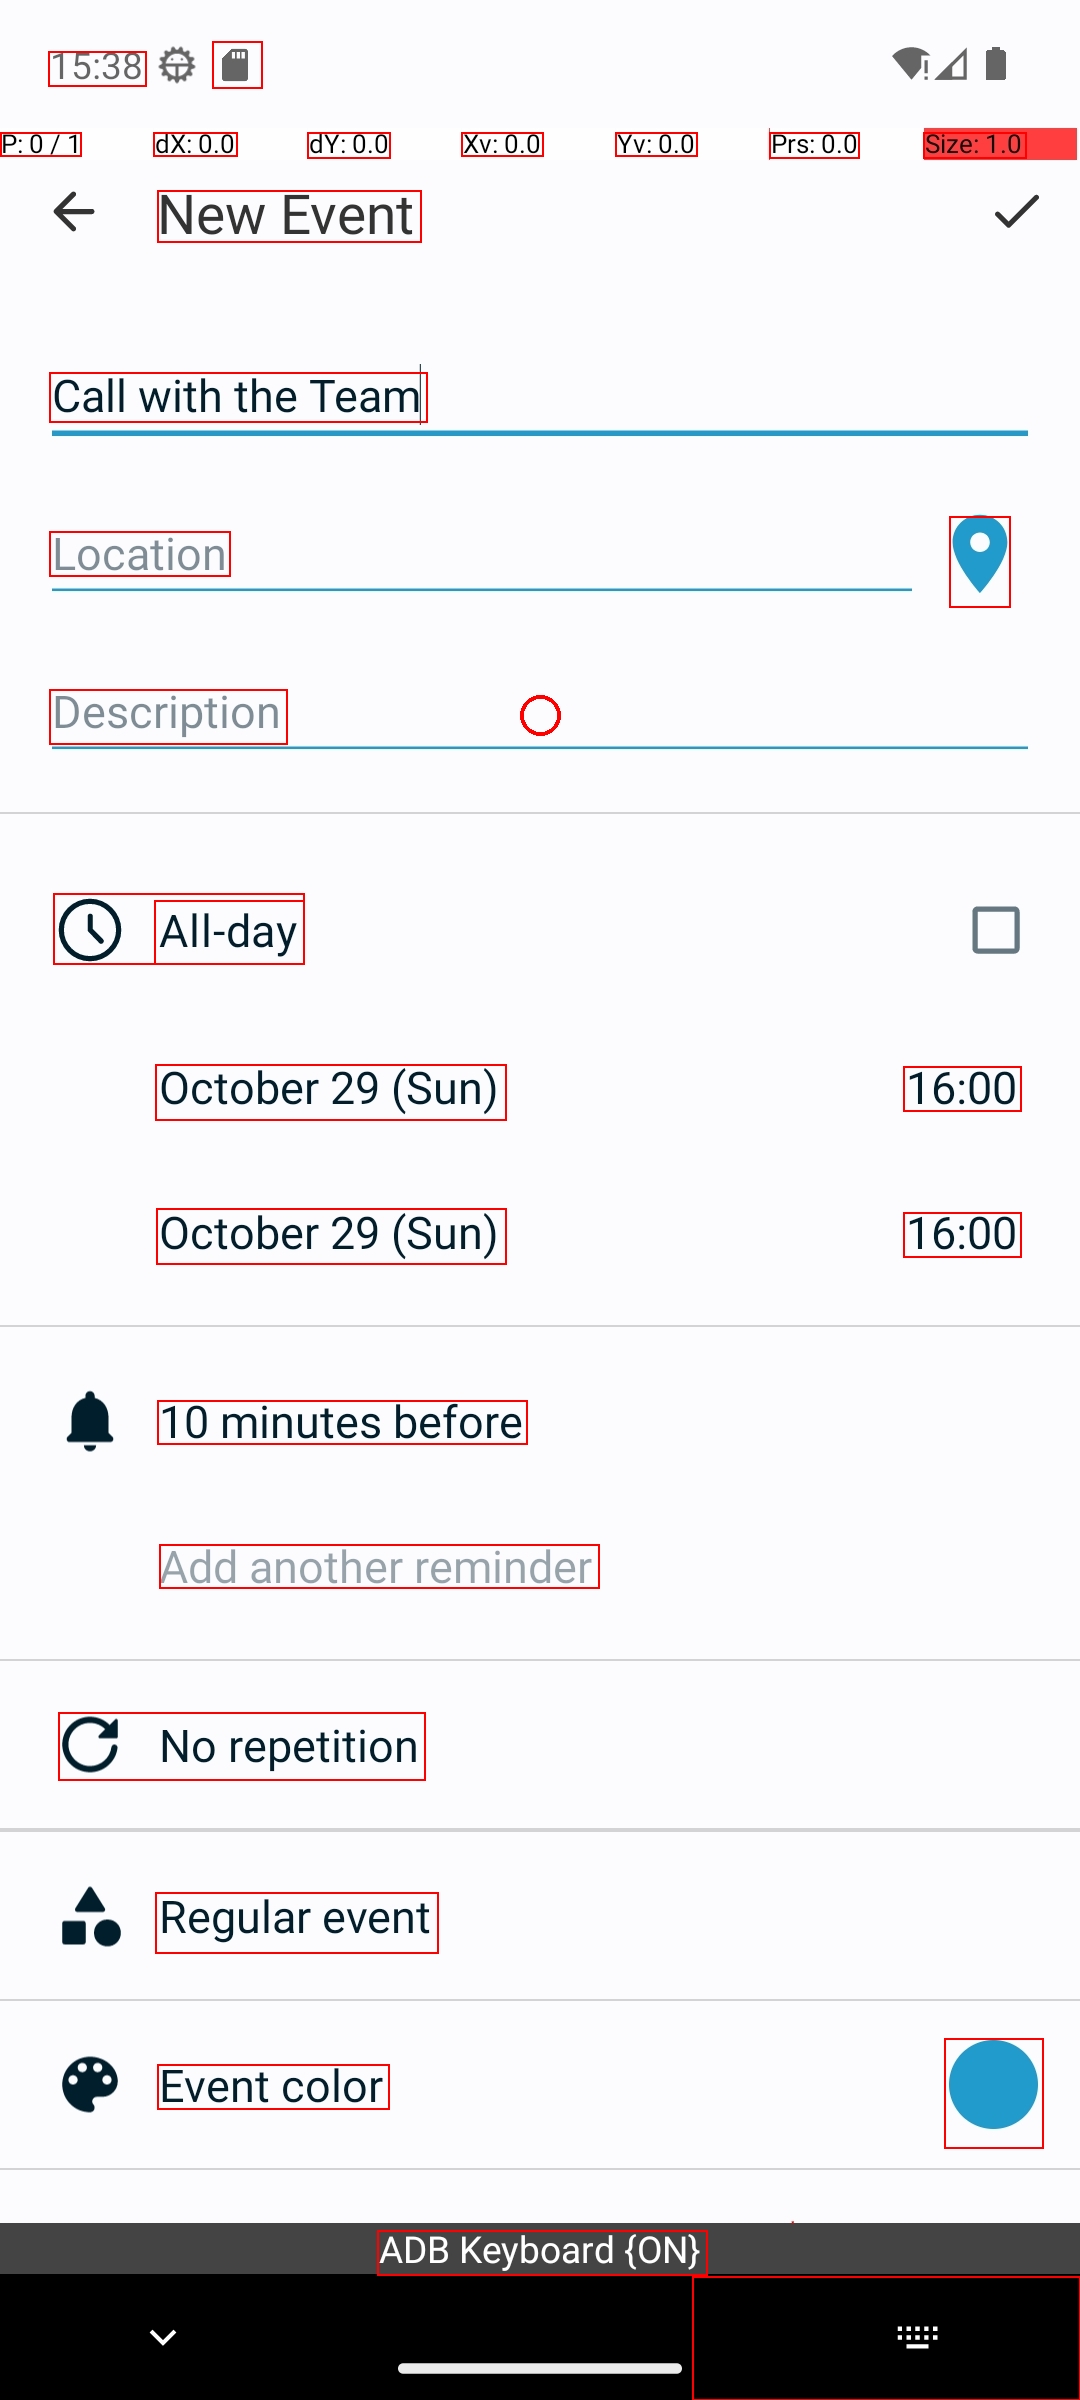 15:38
P: 0 / 1 dX: 0.0 dY: 0.0 Xv: 0.0 Yv: 0.0 Prs: 0.0 Size: 1.0
New Event
Call with the Team
Location
Description
All-day
October 29 (Sun) 16:00
October 29 (Sun) 16:00
10 minutes before
Add another reminder
No repetition
Regular event
Event color
ADB Keyboard {ON}